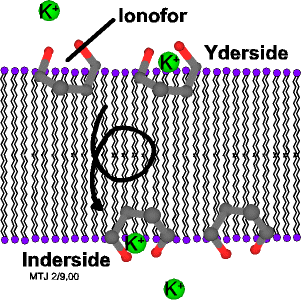 K+
Ionofor
K+
Yderside
K+
Inderside
MTJ 2/9,00
K+